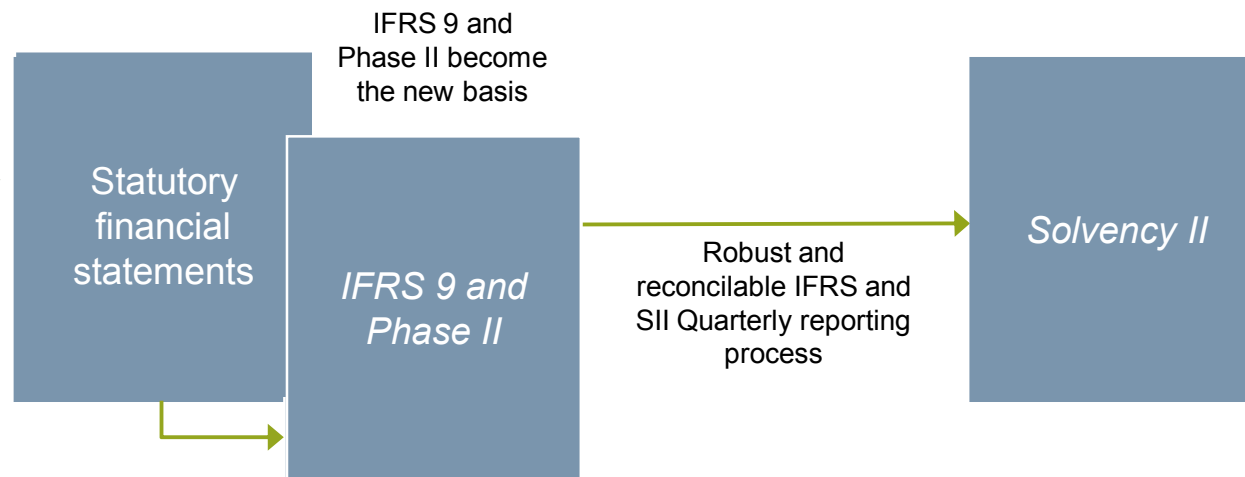 IFRS 9 and
Phase II become
the new basis
Statutory
financial
statements
IFRS 9 and
Phase II
Robust and
reconcilable IFRS and
SII Quarterly reporting
process
Solvency II